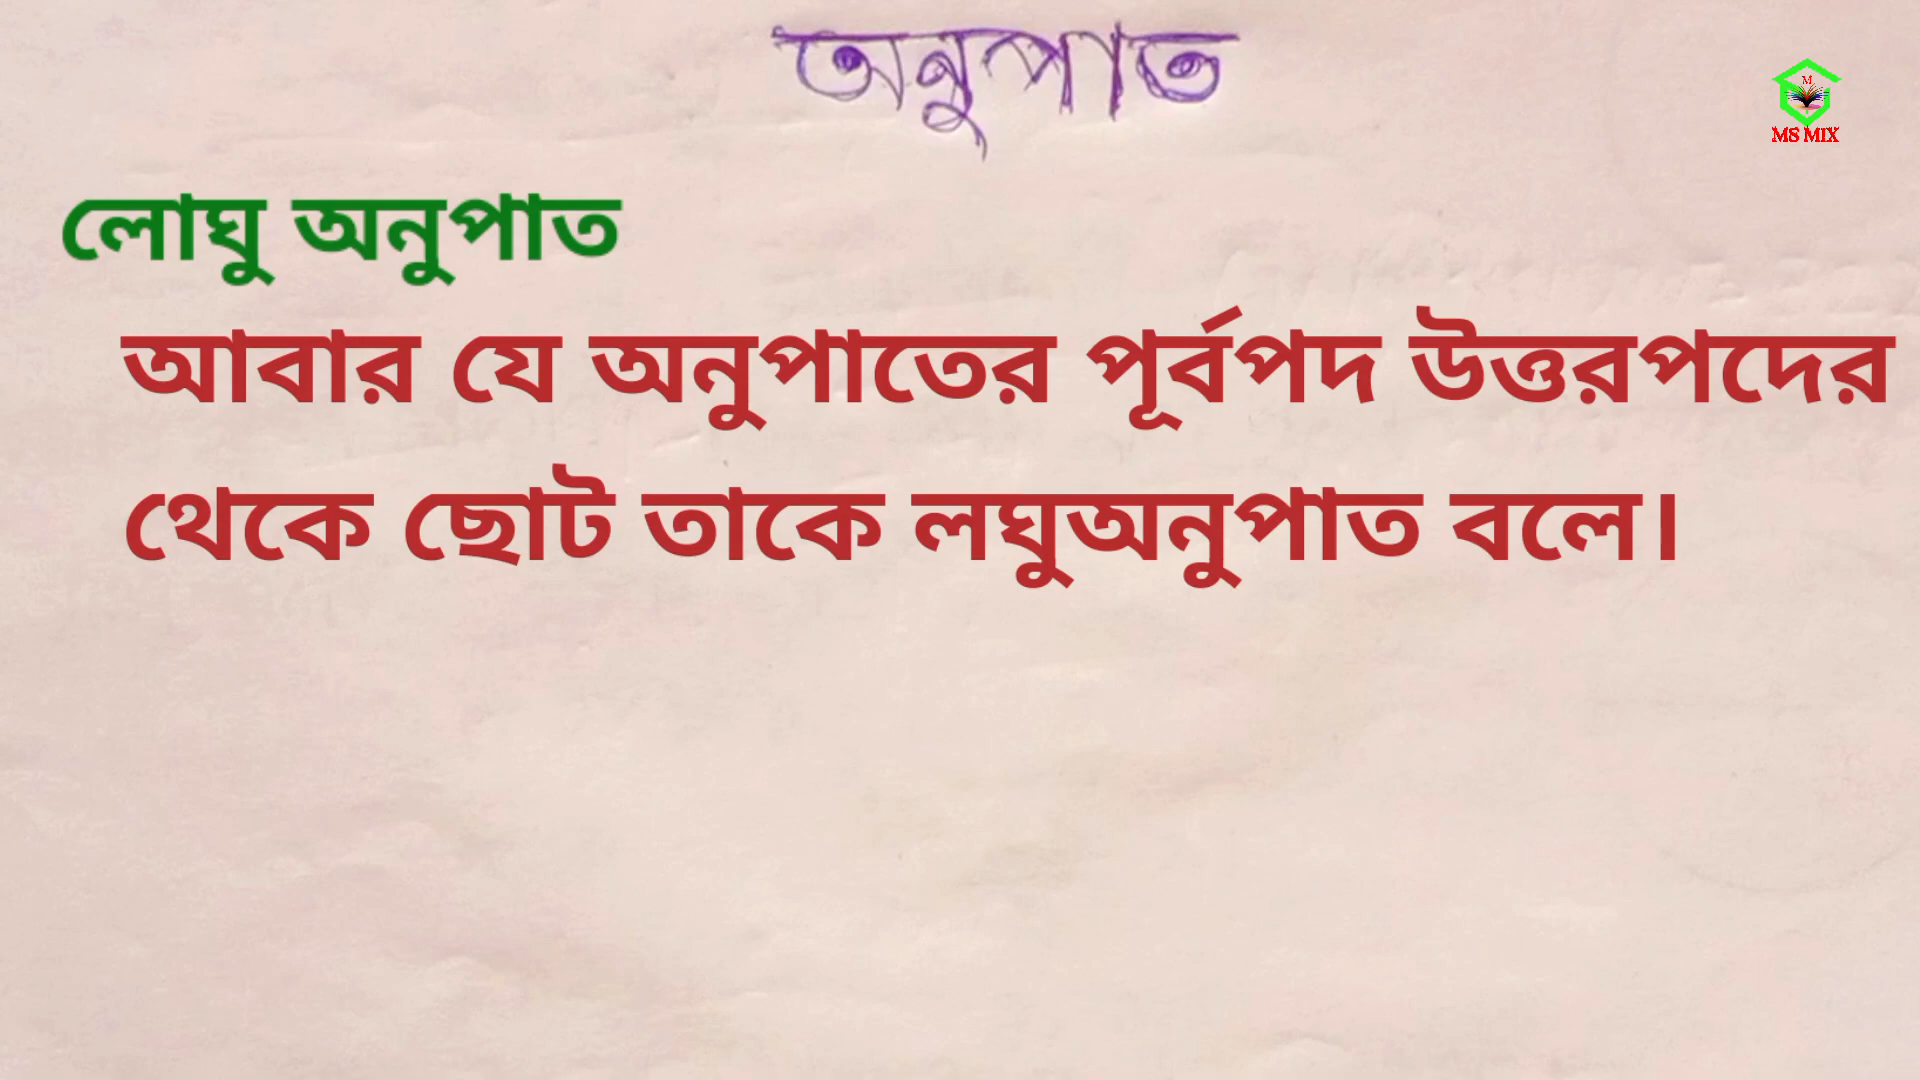 অনুপাত
M
MS MIX
লোঘু অনুপাত
আবার যে অনুপাতের পূর্বপদ উত্তরপদের
থেকে ছোট তাকে লঘুঅনুপাত বলে।